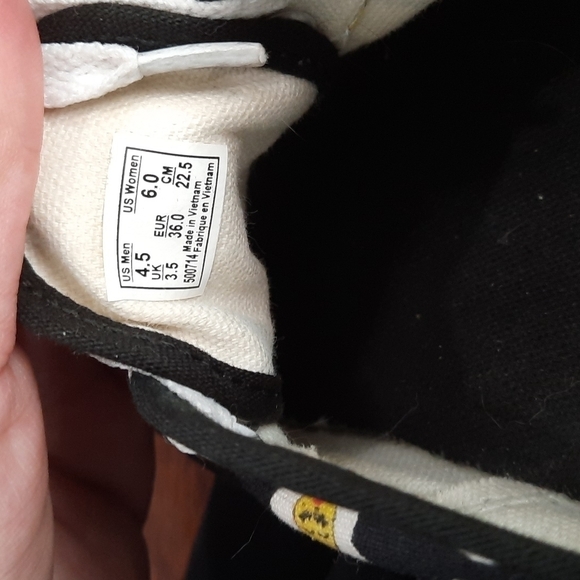 US Men US Women
4.5 6.0
UK EUR CM
3.5 36.0 22.5
500714 Made in Vietnam
Fabriqué en Vietnam